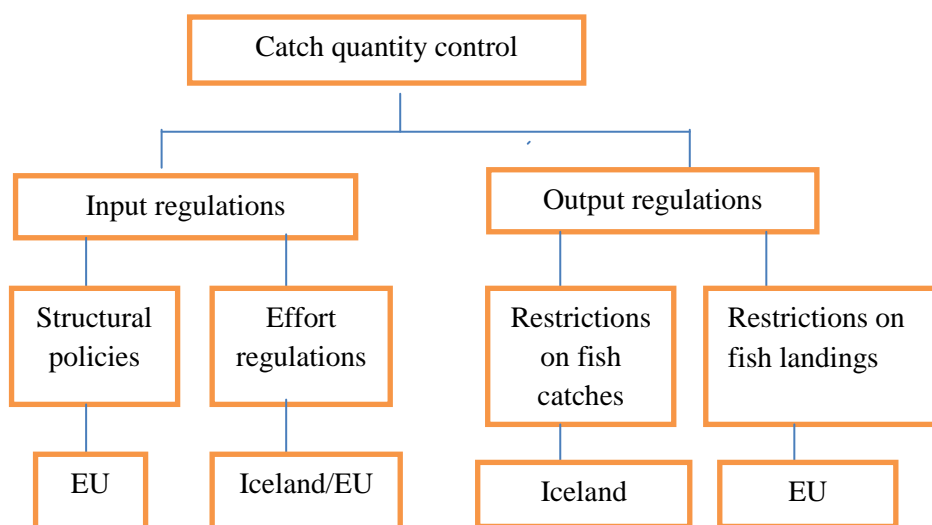 Catch quantity control
Input regulations
Output regulations
Structural
policies
Effort
regulations
Restrictions
on fish
catches
Restrictions on
fish landings
EU
Iceland/EU
Iceland
EU